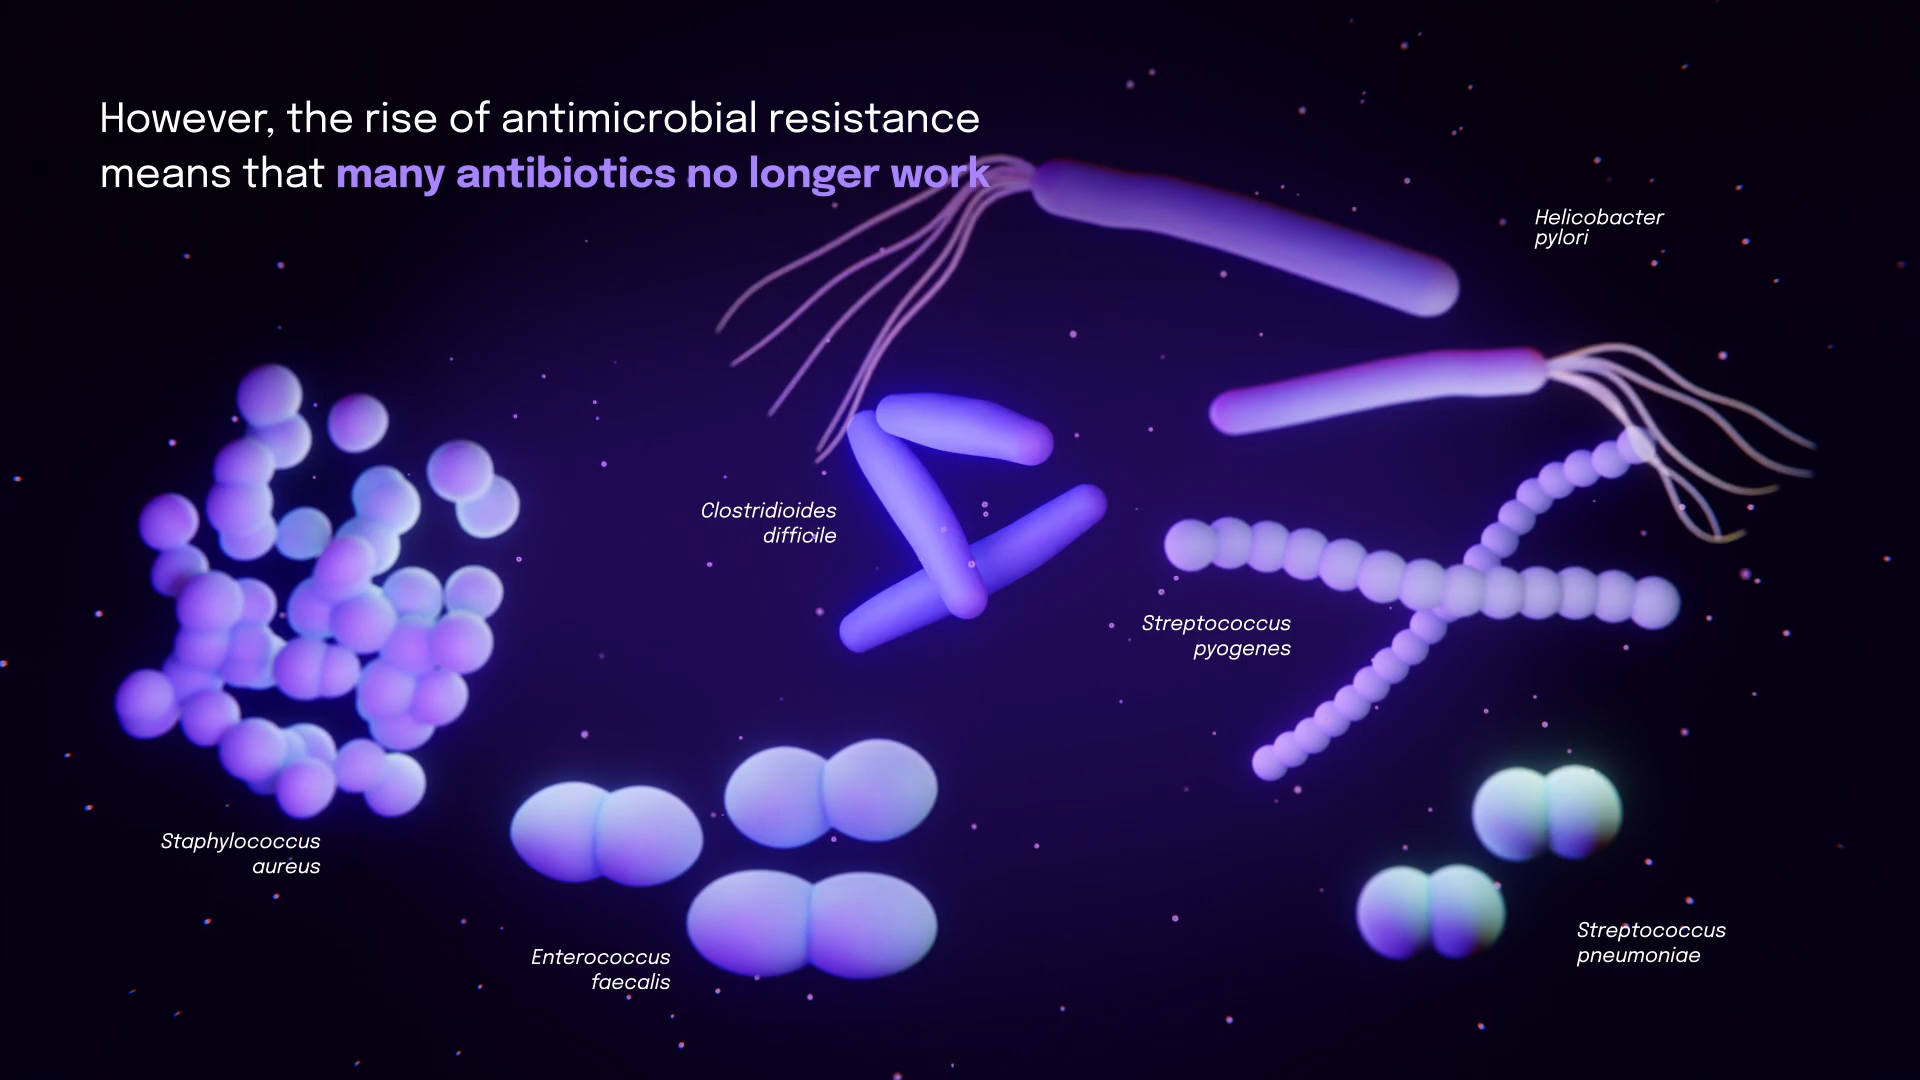 However, the rise of antimicrobial resistance
means that many antibiotics no longer work
Helicobacter
pylori
Clostridioides
difficile
Streptococcus
pyogenes
Staphylococcus
aureus
Enterococcus
faecalis
Streptococcus
pneumoniae